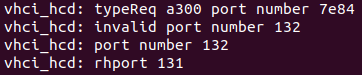 vhci_hcd: typeReq a300 port number 7e84
vhci_hcd: invalid port number 132
vhci_hcd: port number 132
vhci_hcd: rhport 131